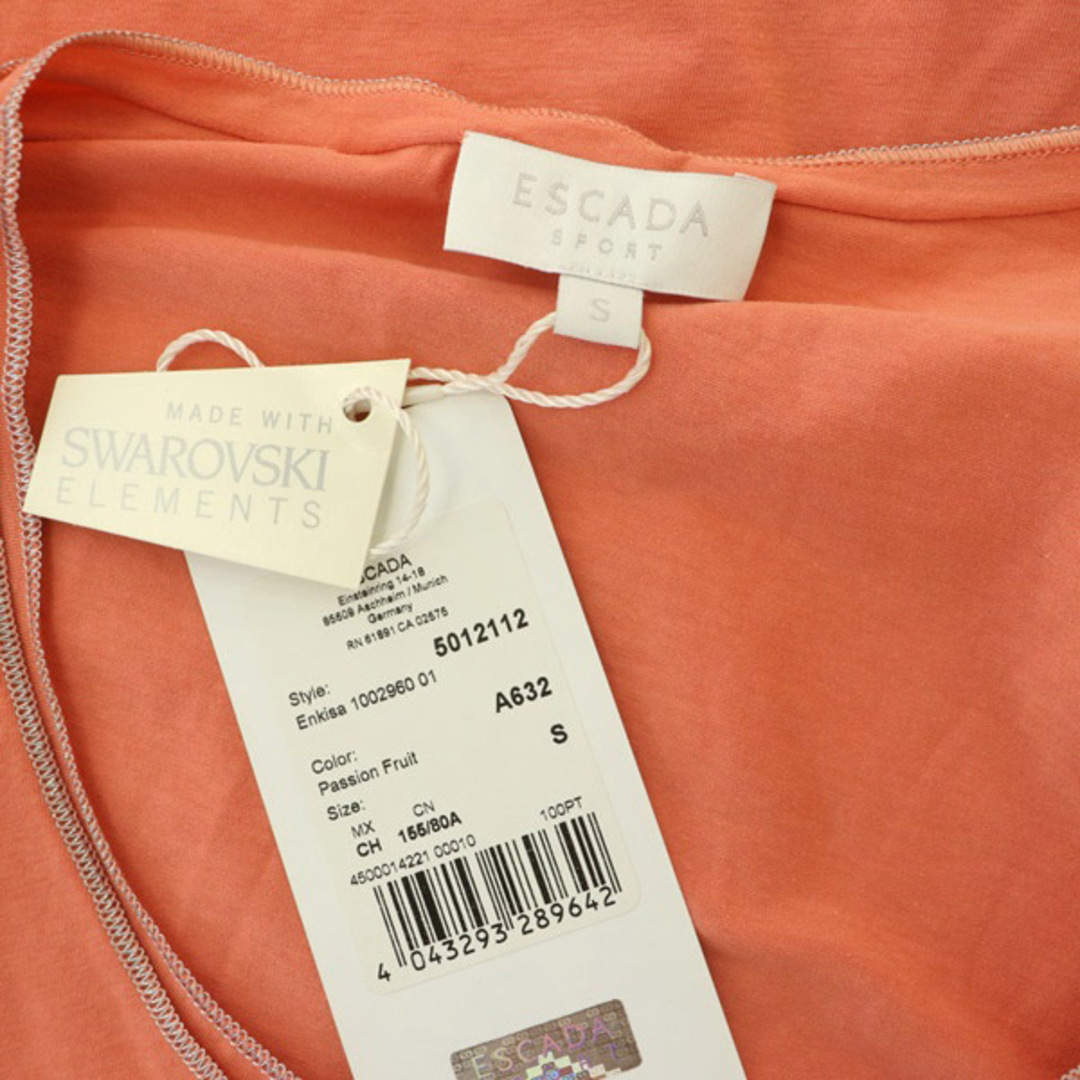 ESCADA
SPORT
S
MADE WITH
SWAROVSKI
ELEMENTS
ESCADA
Einsteinring 14-18
85609 Aschheim / Munich
Germany
RN 61891 CA 02575
5012112
Style:
Enkisa 1002960 01
A632
S
Color:
Passion Fruit
Size:
MX CN
CH 155/80A
4500014221 00010
100PT
4 043293 289642
ESCADA